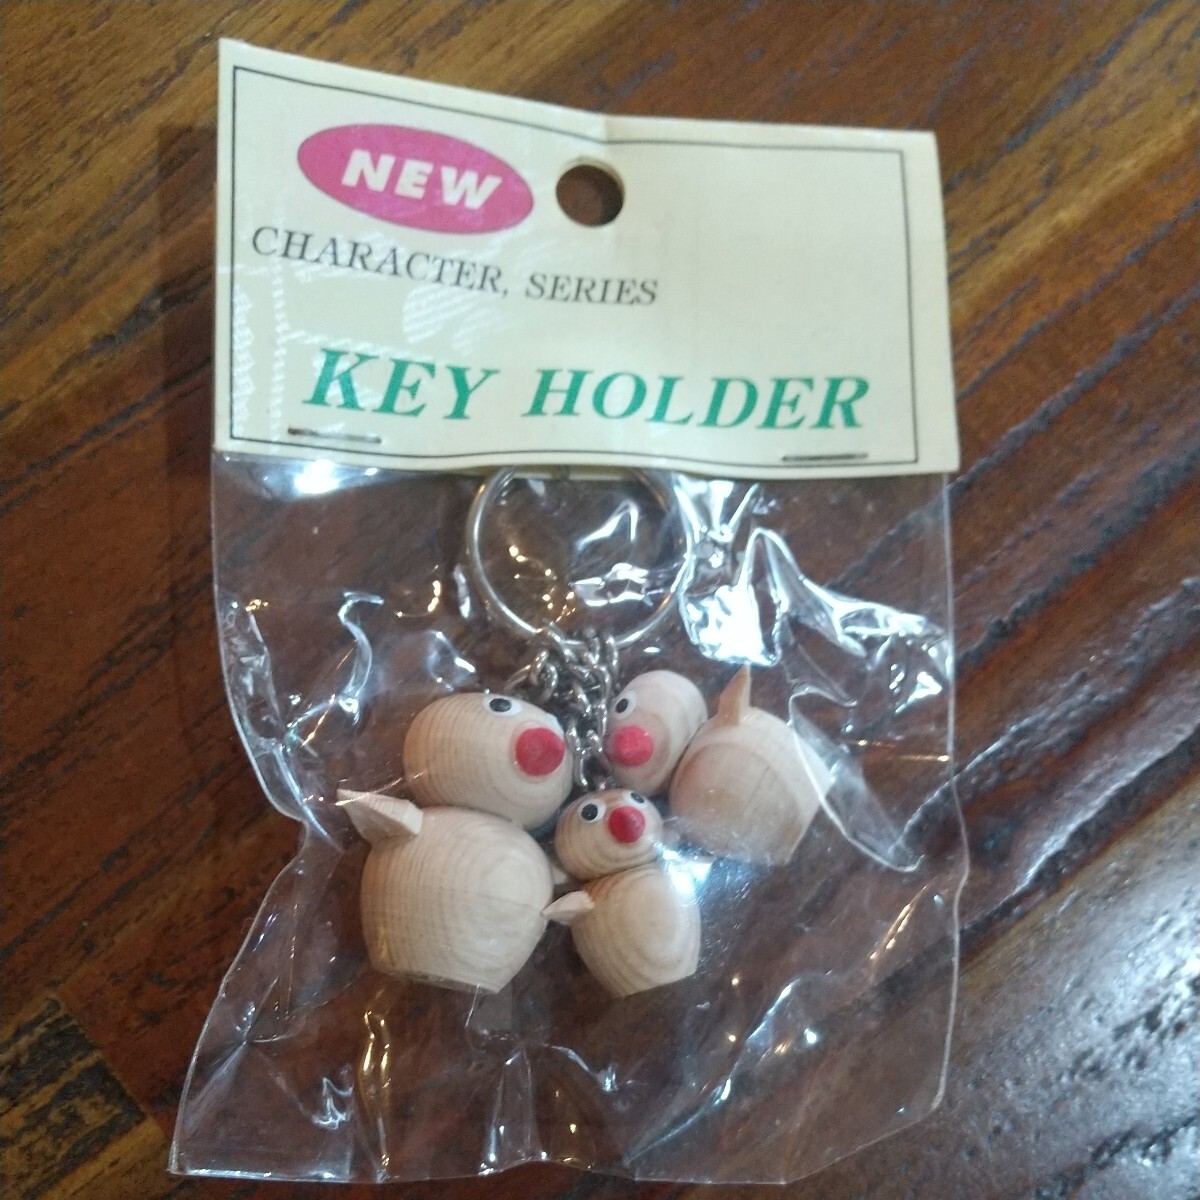 NEW
CHARACTER, SERIES
KEY HOLDER